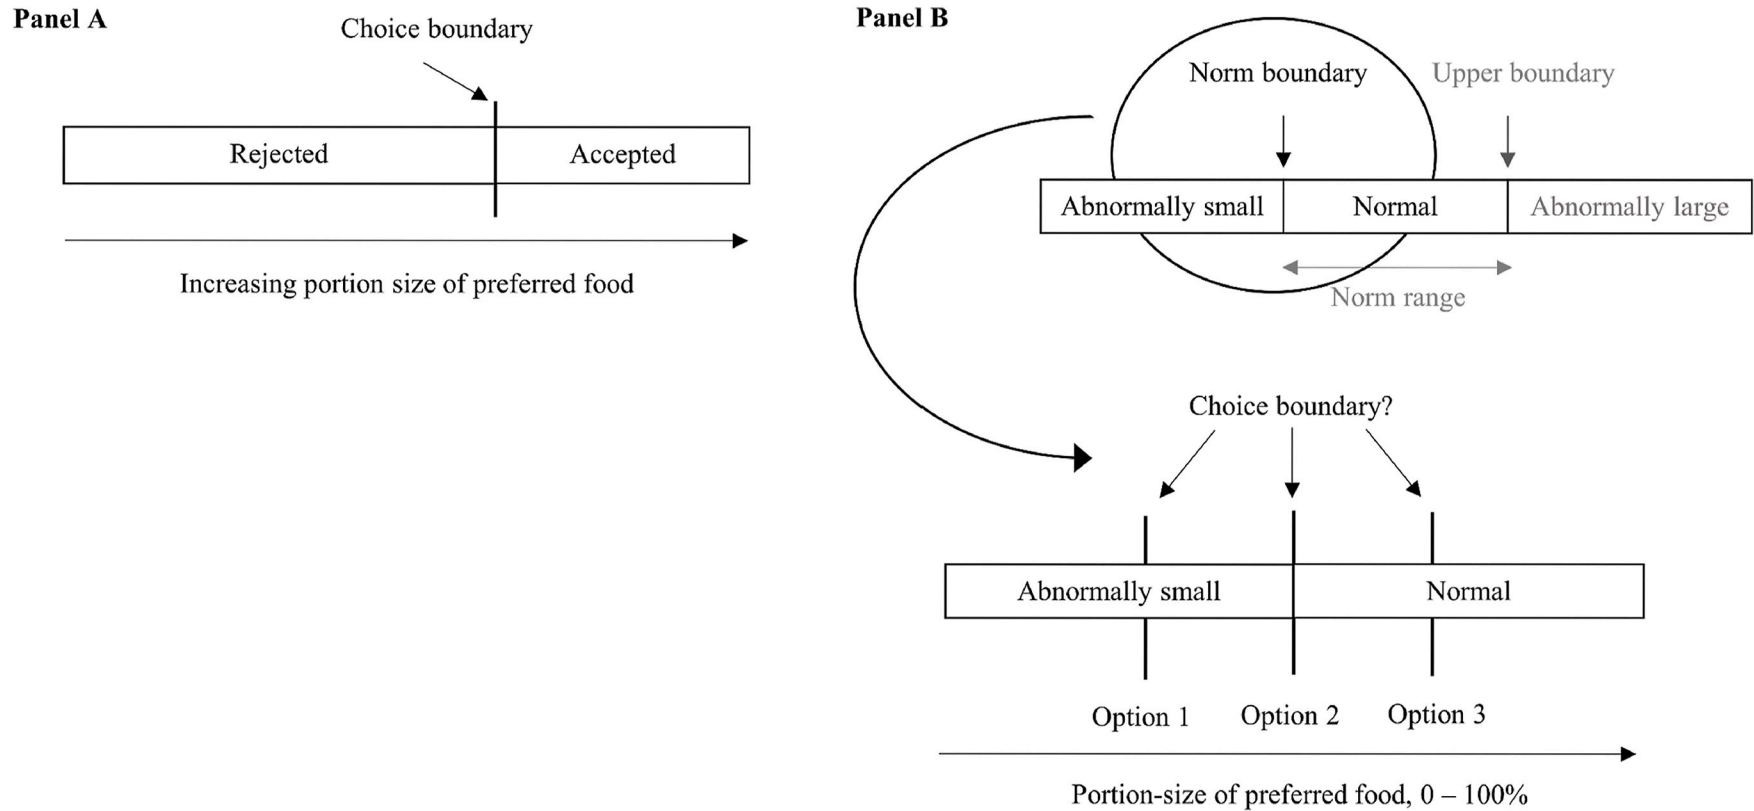 Panel A
Choice boundary
Rejected
Accepted
Increasing portion size of preferred food
Panel B
Norm boundary
Upper boundary
Abnormally small
Normal
Abnormally large
Norm range
Choice boundary?
Abnormally small
Normal
Option 1
Option 2
Option 3
Portion-size of preferred food, 0 – 100%